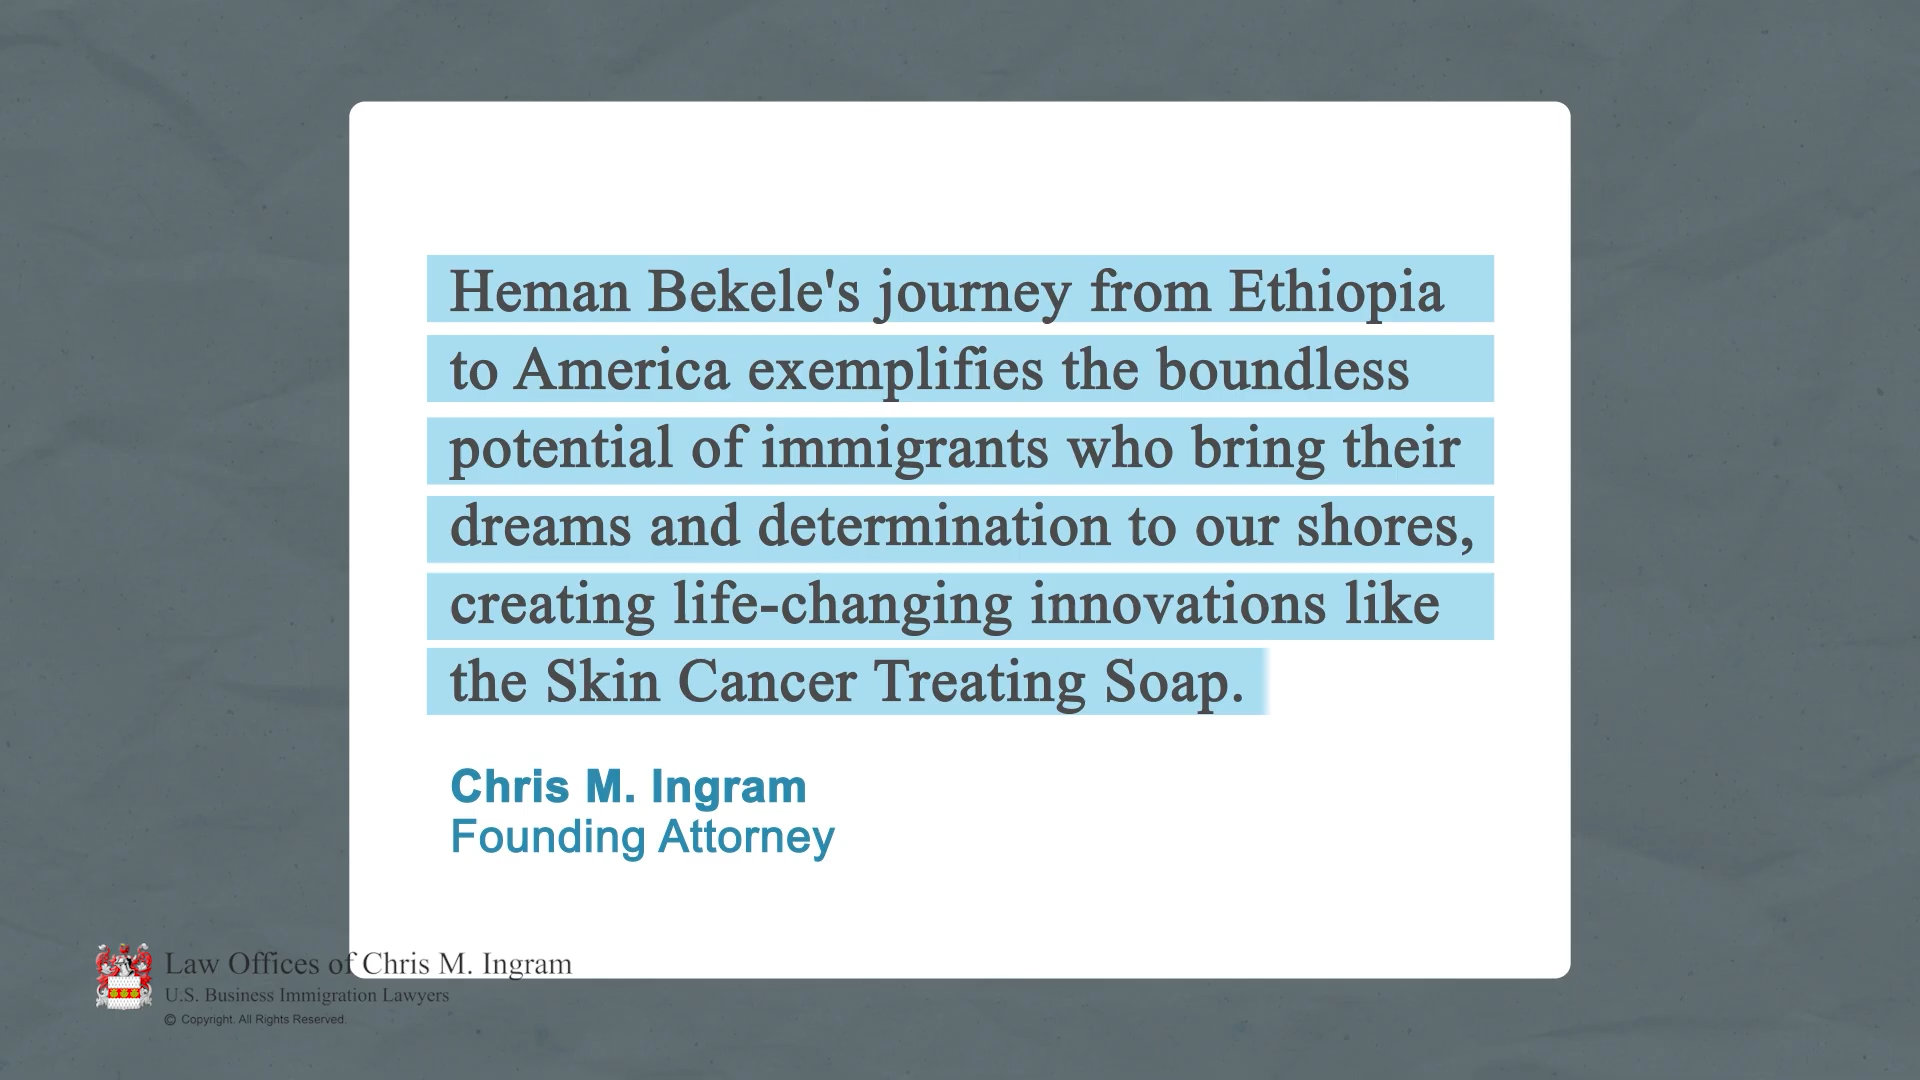 Heman Bekele's journey from Ethiopia
to America exemplifies the boundless
potential of immigrants who bring their
dreams and determination to our shores,
creating life-changing innovations like
the Skin Cancer Treating Soap.
Chris M. Ingram
Founding Attorney
Law Offices of Chris M. Ingram
U.S. Business Immigration Lawyers
© Copyright. All Rights Reserved.